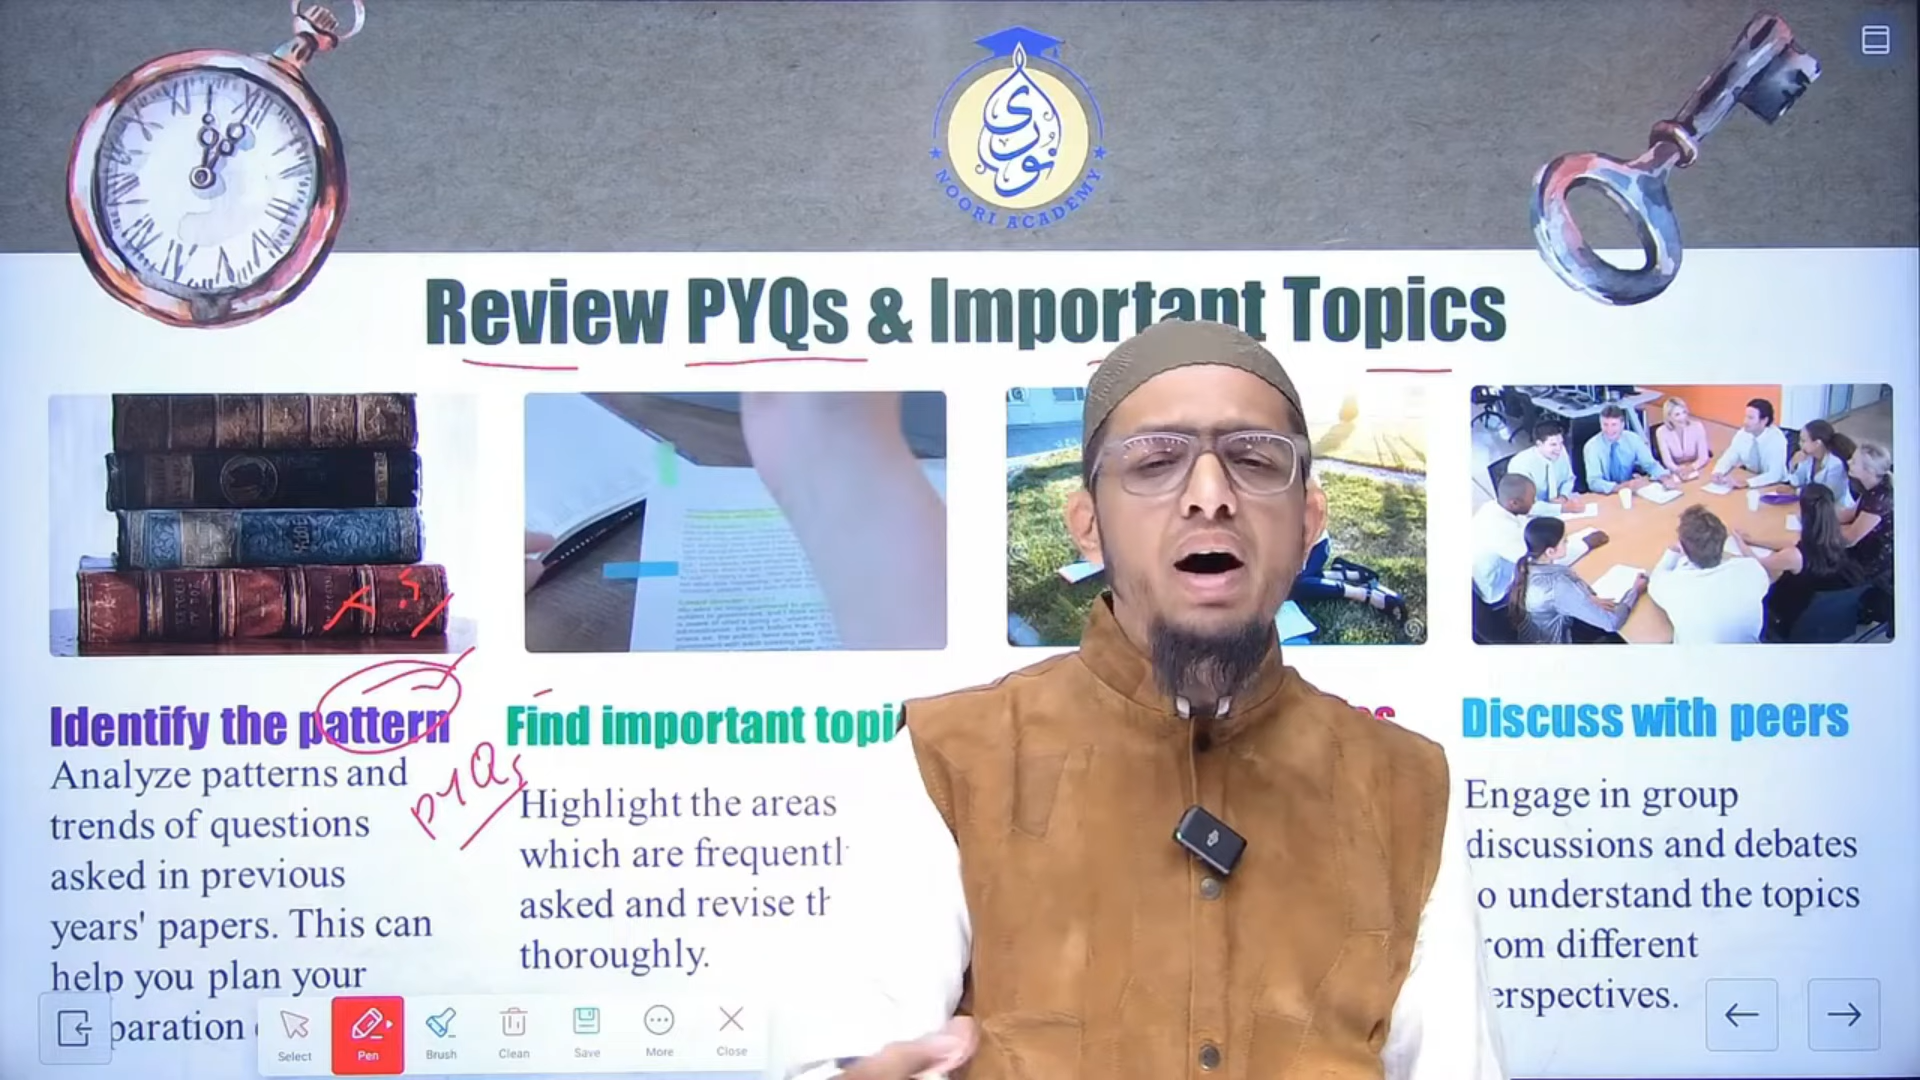 نوری
NOORI ACADEMY
Review PYQs & Important Topics
A.S
Identify the pattern
Analyze patterns and
trends of questions
asked in previous
years' papers. This can
help you plan your
paration
PYQs
Find important topi
Highlight the areas
which are frequentl
asked and revise th
thoroughly.
es
Discuss with peers
Engage in group
discussions and debates
o understand the topics
rom different
erspectives.
Select
Pen
Brush
Clean
Save
More
Close